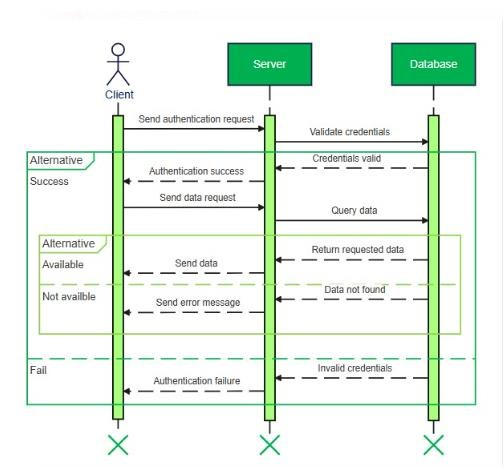 Client
Server
Database
Send authentication request
Validate credentials
Alternative
Credentials valid
Success
Authentication success
Send data request
Query data
Alternative
Return requested data
Available
Send data
Not availble
Data not found
Send error message
Fail
Invalid credentials
Authentication failure